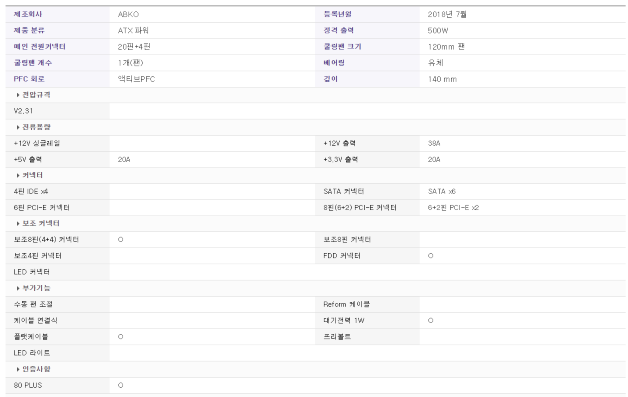 제조회사 ABKO 등록년월 2018년 7월
제품 분류 ATX 파워 정격 출력 500W
메인 전원커넥터 20핀+4핀 쿨링팬 크기 120mm 팬
쿨링팬 개수 1개(팬) 베어링 유체
PFC 회로 액티브PFC 깊이 140 mm
전압규격
V2.31
전류용량
+12V 싱글레일 +12V 출력 38A
+5V 출력 20A +3.3V 출력 20A
커넥터
4핀 IDE x4 SATA 커넥터 SATA x6
6핀 PCI-E 커넥터 8핀(6+2) PCI-E 커넥터 6+2핀 PCI-E x2
보조 커넥터
보조8핀(4+4) 커넥터 O 보조8핀 커넥터
보조4핀 커넥터 FDD 커넥터 O
LED 커넥터
부가기능
수동 팬 조절 Reform 케이블
케이블 연결식 대기전력 1W O
플랫케이블 O 프리볼트
LED 라이트
인증사항
80 PLUS O